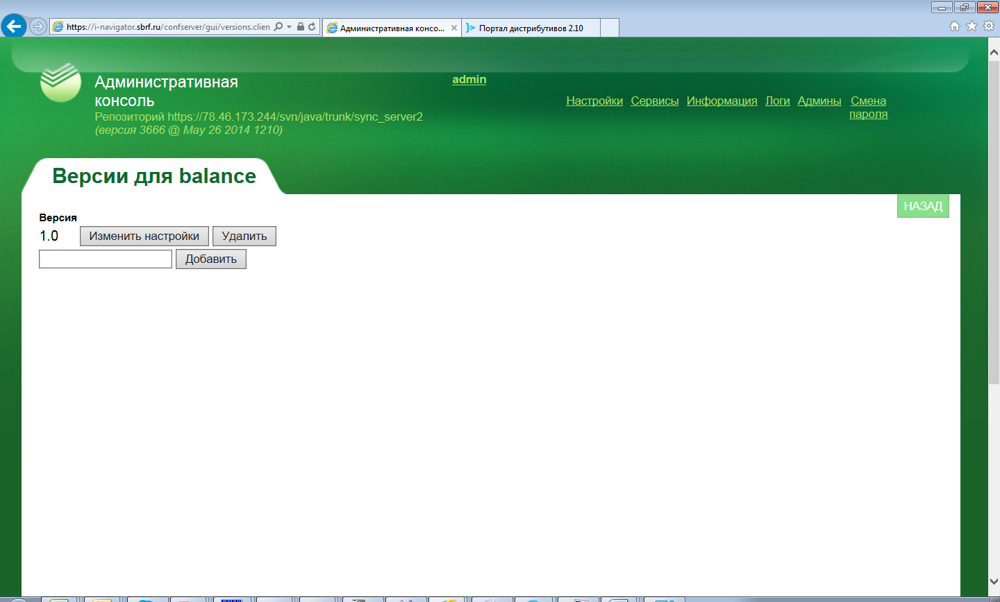 https://i-navigator.sbrf.ru/confserver/gui/versions.clien
Административная консо...
Портал дистрибутивов 2.10
Административная
консоль
Репозиторий https://78.46.173.244/svn/java/trunk/sync_server2
(версия 3666 @ May 26 2014 1210)
admin
Настройки Сервисы Информация Логи Админы Смена
пароля
Версии для balance
НАЗАД
Версия
1.0 Изменить настройки Удалить
Добавить